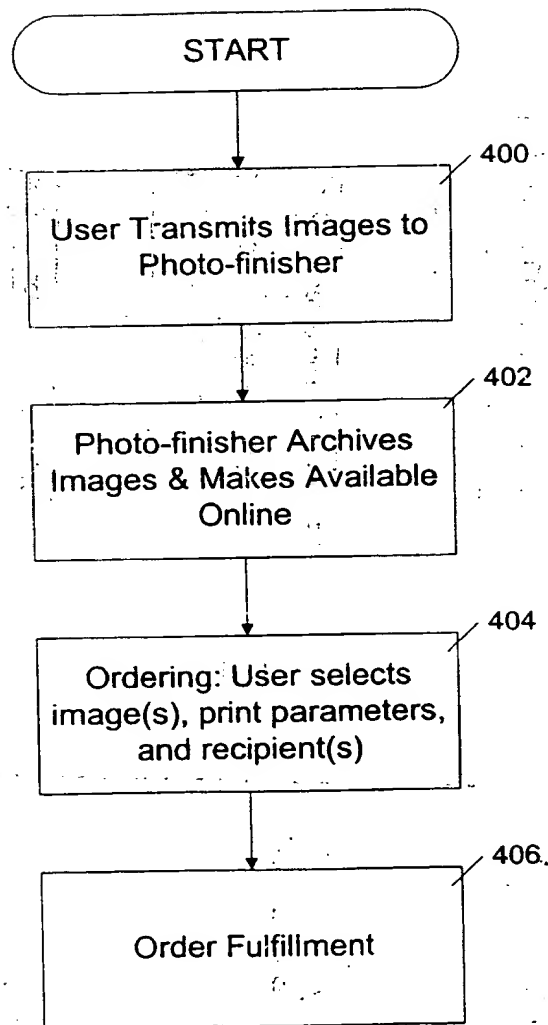 START
400
User Transmits Images to
Photo-finisher
402
Photo-finisher Archives
Images & Makes Available
Online
404
Ordering: User selects
image(s), print parameters,
and recipient(s)
406
Order Fulfillment